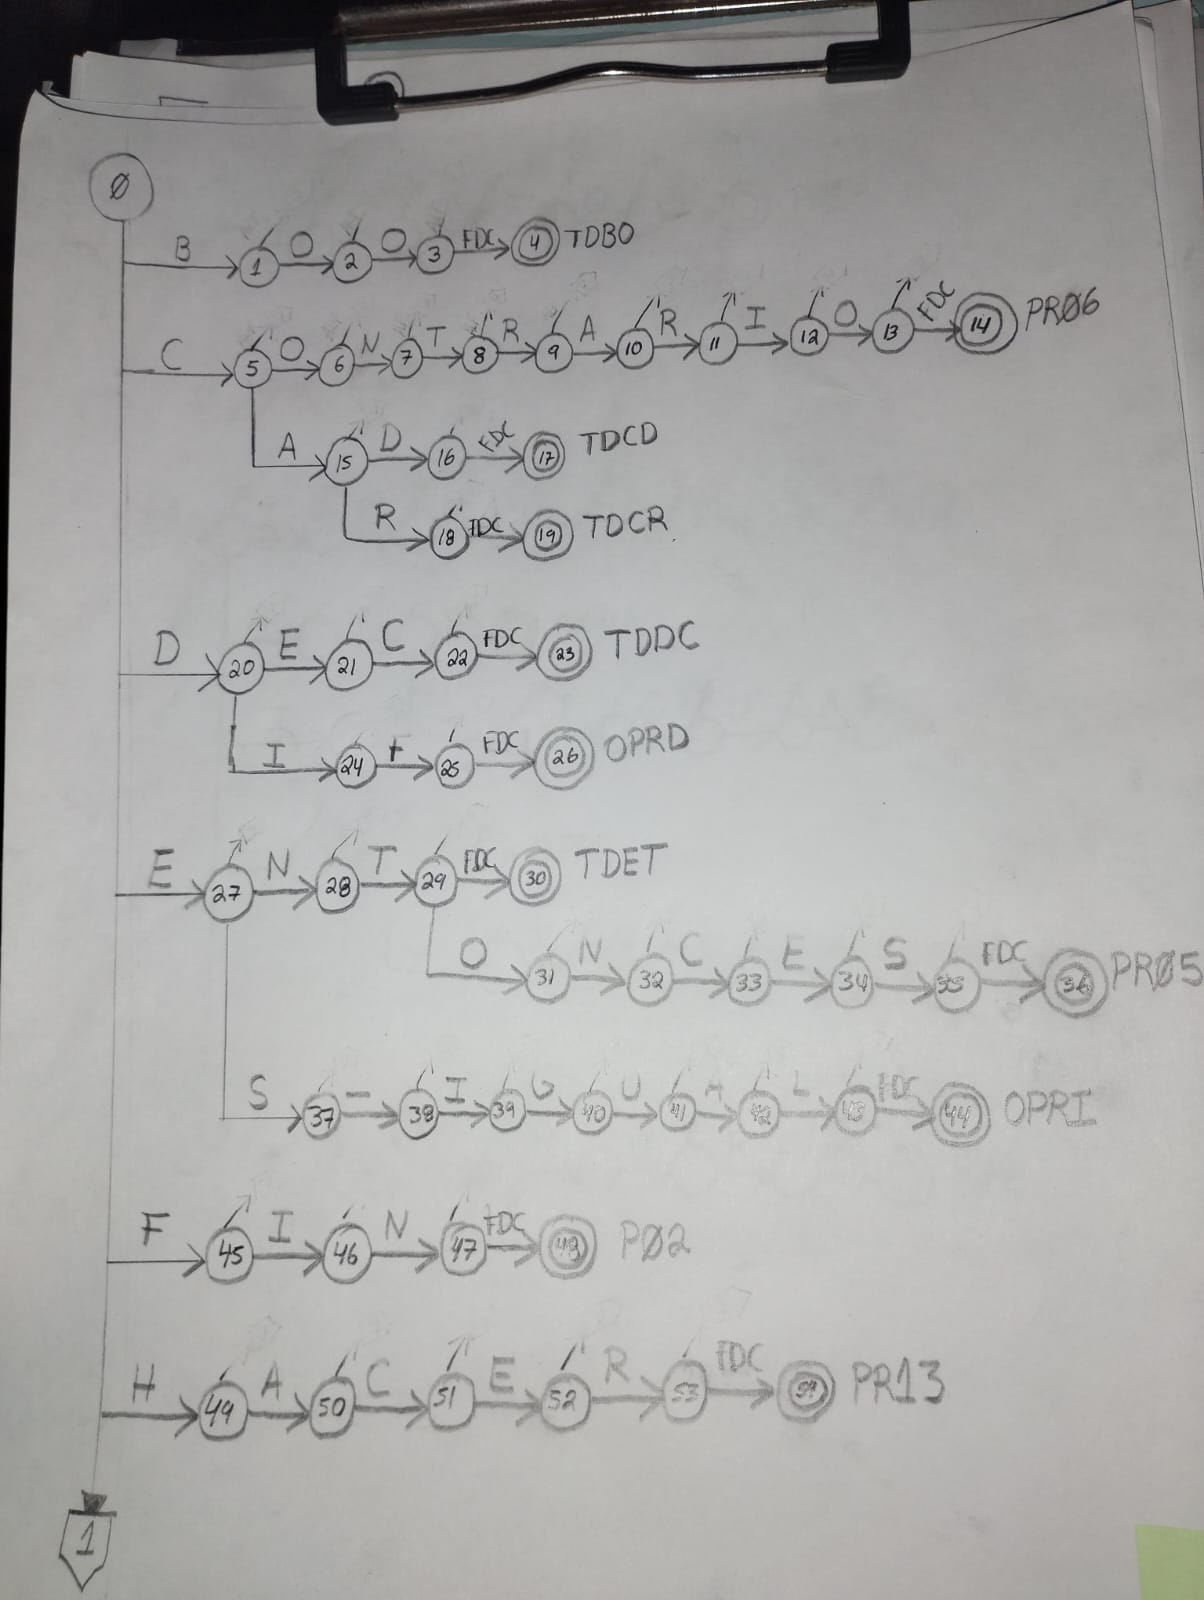 Ø
B 1 O 2 O 3 FDC 4 TDBO
C 5 O 6 N 7 T 8 R 9 A 10 R 11 I 12 O 13 FDC 14 PRØ6
A 15 D 16 FDC 17 TDCD
R 18 FDC 19 TDCR
D 20 E 21 C 22 FDC 23 TDDC
I 24 25 FDC 26 OPRD
E 27 N 28 T 29 FDC 30 TDET
O 31 N 32 C 33 E 34 S 35 FDC 36 PRØ5
S 37 - 38 I 39 G 40 U 41 A 42 L 43 FDC 44 OPRI
F 45 I 46 N 47 FDC 48 PØ2
H 49 A 50 C 51 E 52 R 53 FDC 54 PR13
1